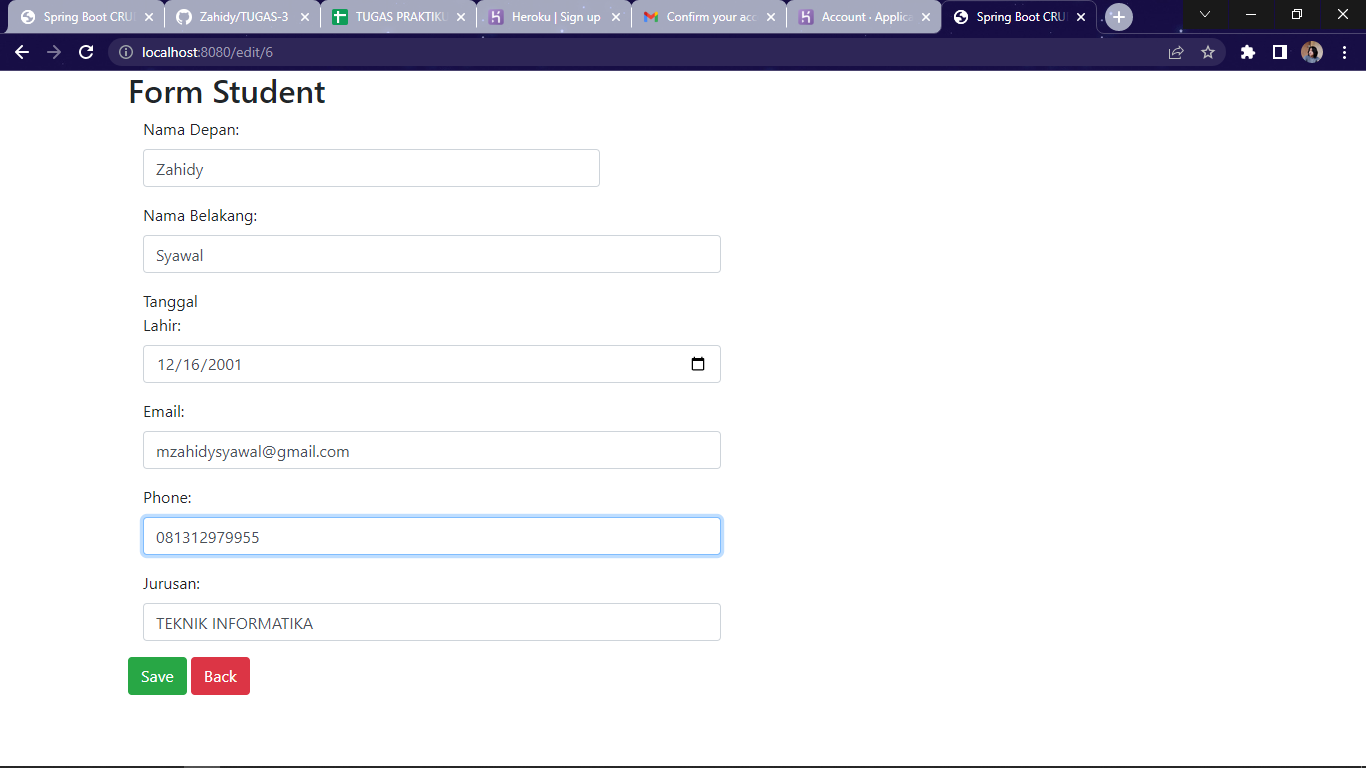 Spring Boot CRU
Zahidy/TUGAS-3
TUGAS PRAKTIKU
Heroku | Sign up
Confirm your acc
Account · Applica
Spring Boot CRU
localhost:8080/edit/6
Form Student
Nama Depan:
Zahidy
Nama Belakang:
Syawal
Tanggal
Lahir:
12/16/2001
Email:
mzahidysyawal@gmail.com
Phone:
081312979955
Jurusan:
TEKNIK INFORMATIKA
Save Back